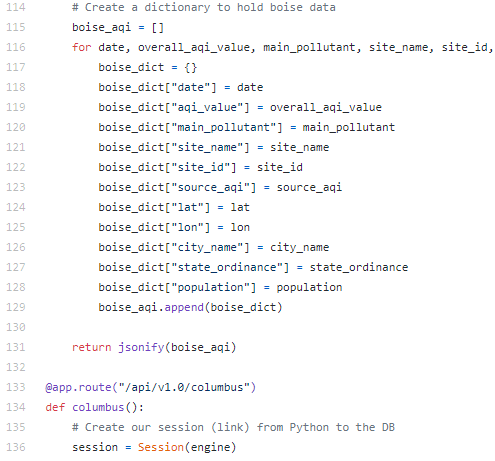 114 # Create a dictionary to hold boise data
115 boise_aqi = []
116 for date, overall_aqi_value, main_pollutant, site_name, site_id,
117 boise_dict = {}
118 boise_dict["date"] = date
119 boise_dict["aqi_value"] = overall_aqi_value
120 boise_dict["main_pollutant"] = main_pollutant
121 boise_dict["site_name"] = site_name
122 boise_dict["site_id"] = site_id
123 boise_dict["source_aqi"] = source_aqi
124 boise_dict["lat"] = lat
125 boise_dict["lon"] = lon
126 boise_dict["city_name"] = city_name
127 boise_dict["state_ordinance"] = state_ordinance
128 boise_dict["population"] = population
129 boise_aqi.append(boise_dict)
130
131 return jsonify(boise_aqi)
132
133 @app.route("/api/v1.0/columbus")
134 def columbus():
135 # Create our session (link) from Python to the DB
136 session = Session(engine)